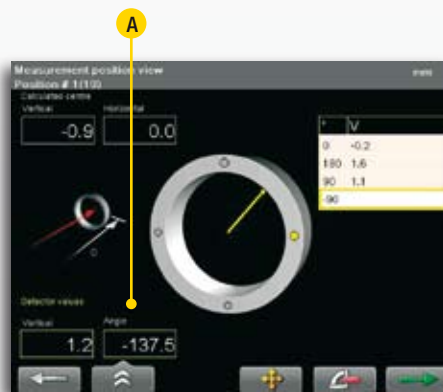 A
Measurement position view
mm
Position # 1(10)
Calculated centre
Vertical Horizontal
-0.9 0.0
° V
0 -0.2
180 1.6
90 1.1
-90
0
Detector values
Vertical Angle
1.2 -137.5